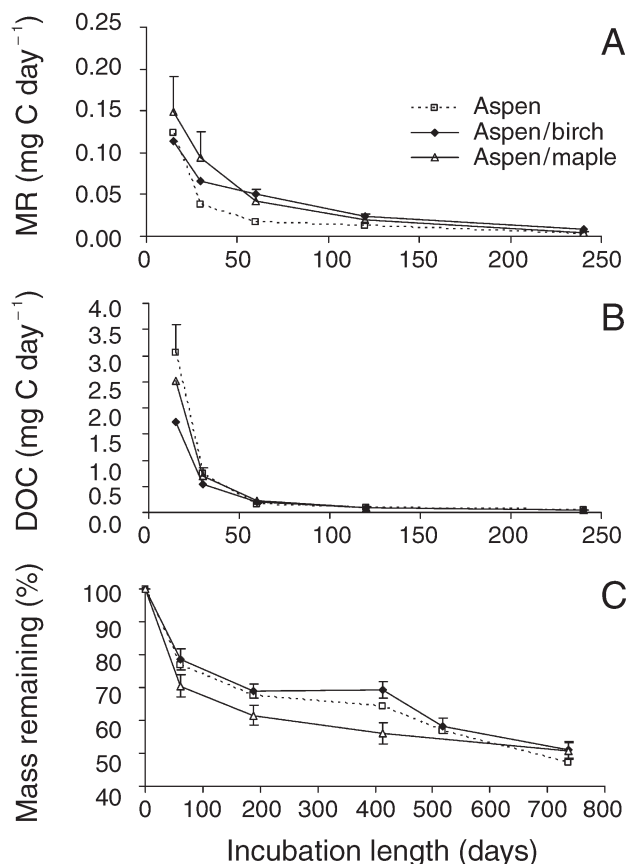 A
MR (mg C day⁻¹)
0.25
0.20
0.15
0.10
0.05
0.00
Aspen
Aspen/birch
Aspen/maple
0 50 100 150 200 250
B
DOC (mg C day⁻¹)
4.0
3.5
3.0
2.5
2.0
1.5
1.0
0.5
0.0
0 50 100 150 200 250
C
Mass remaining (%)
100
90
80
70
60
50
40
0 100 200 300 400 500 600 700 800
Incubation length (days)